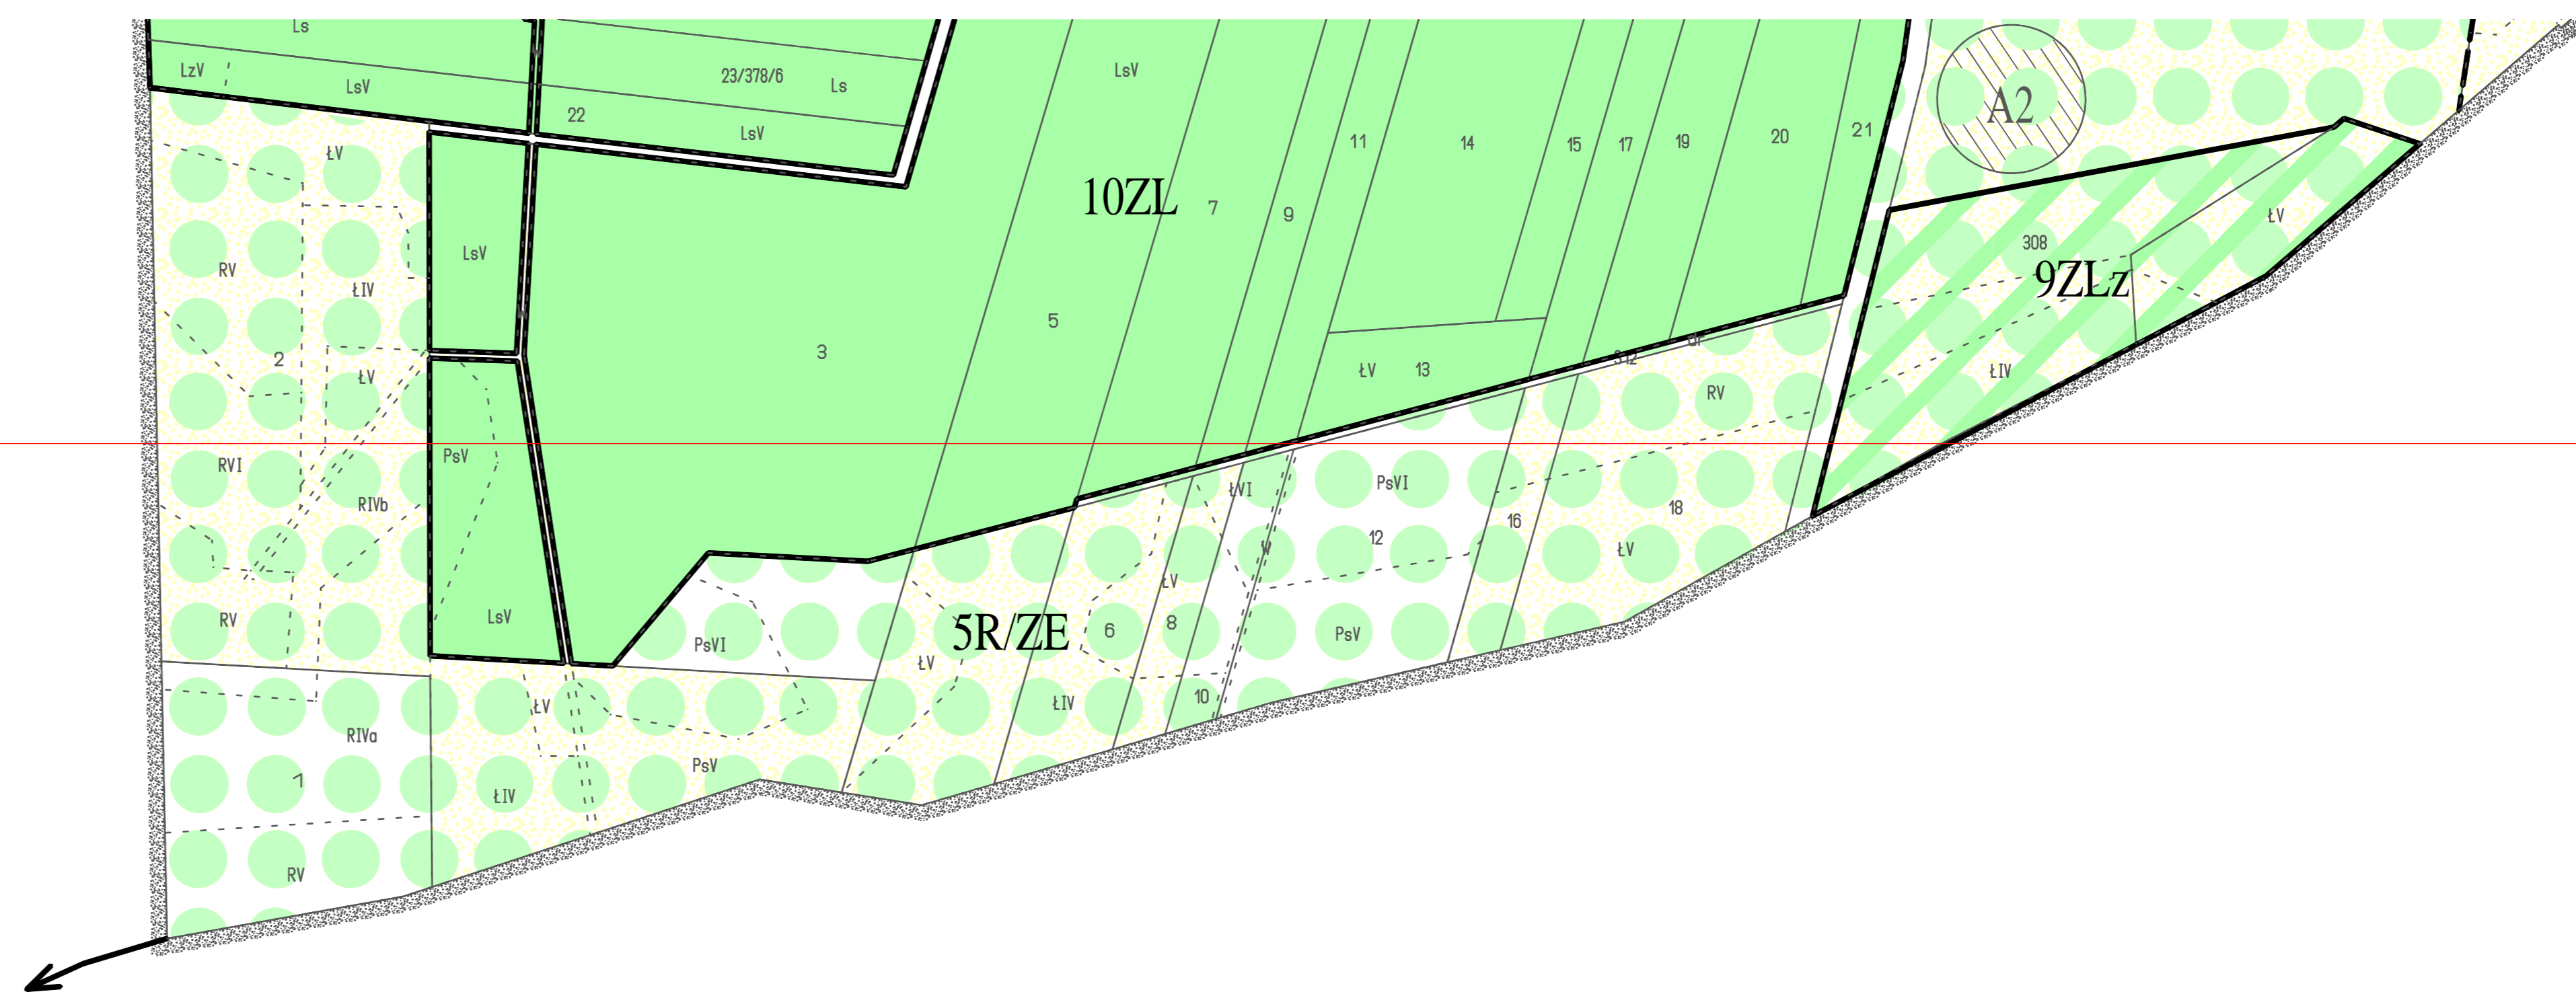 Ls
LzV
LsV
23/378/6
Ls
22
LsV
LsV
A2
11
14
15
17
19
20
21
ŁV
10ZL
7
9
ŁV
308
LsV
RV
ŁIV
9ZLz
5
3
2
ŁV
ŁV
13
RV
ŁIV
PsV
RVI
RIVb
ŁVI
PsVI
16
18
W
12
ŁV
ŁV
LsV
RV
5R/ZE
6
8
PsV
PsVI
ŁV
10
ŁIV
ŁV
RIVa
PsV
1
ŁIV
RV